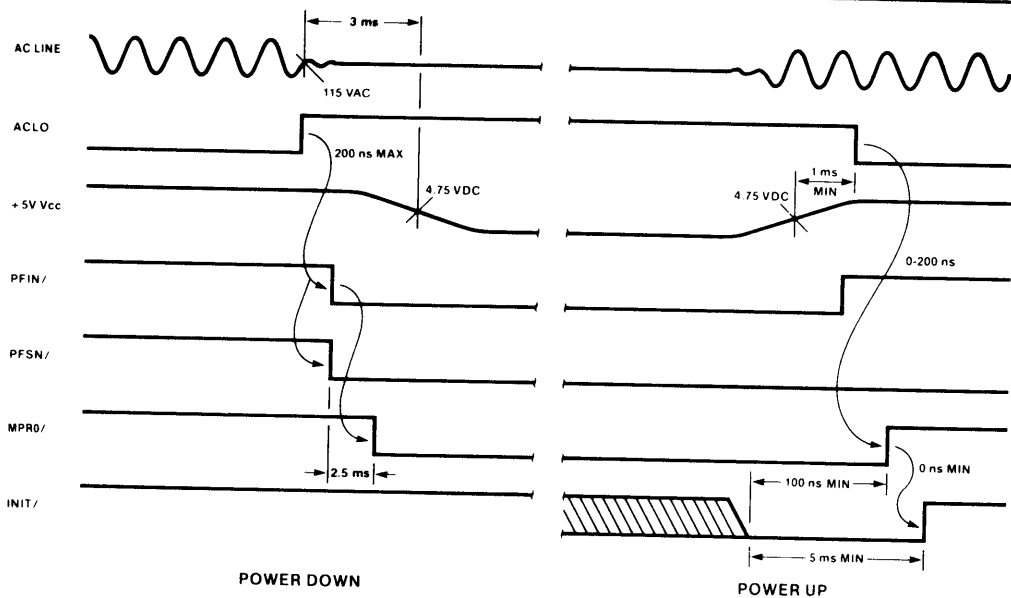 3 ms
AC LINE
115 VAC
ACLO
200 ns MAX
1 ms
MIN
4.75 VDC
4.75 VDC
+ 5V Vcc
0-200 ns
PFIN/
PFSN/
MPR0/
0 ns MIN
2.5 ms
100 ns MIN
INIT/
5 ms MIN
POWER DOWN
POWER UP